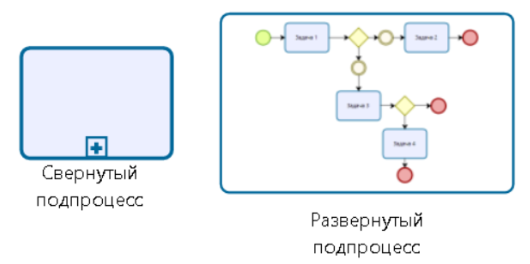 Задача 1
Задача 2
Задача 3
Задача 4
Свернутый
подпроцесс
Развернутый
подпроцесс